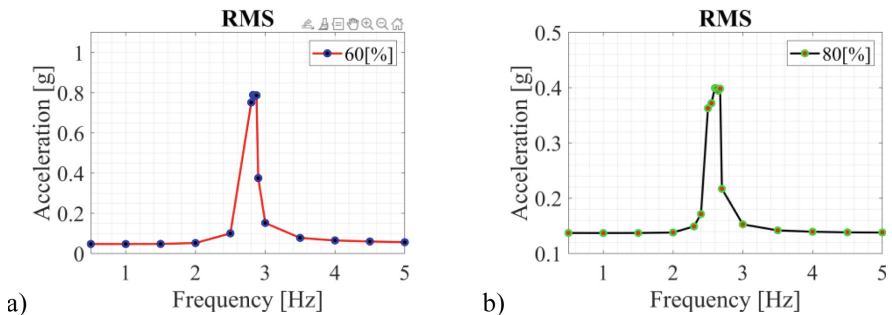 RMS
1
0.8
0.6
0.4
0.2
0
1 2 3 4 5
Acceleration [g]
Frequency [Hz]
60[%]
a)
RMS
0.5
0.4
0.3
0.2
0.1
1 2 3 4 5
Acceleration [g]
Frequency [Hz]
80[%]
b)